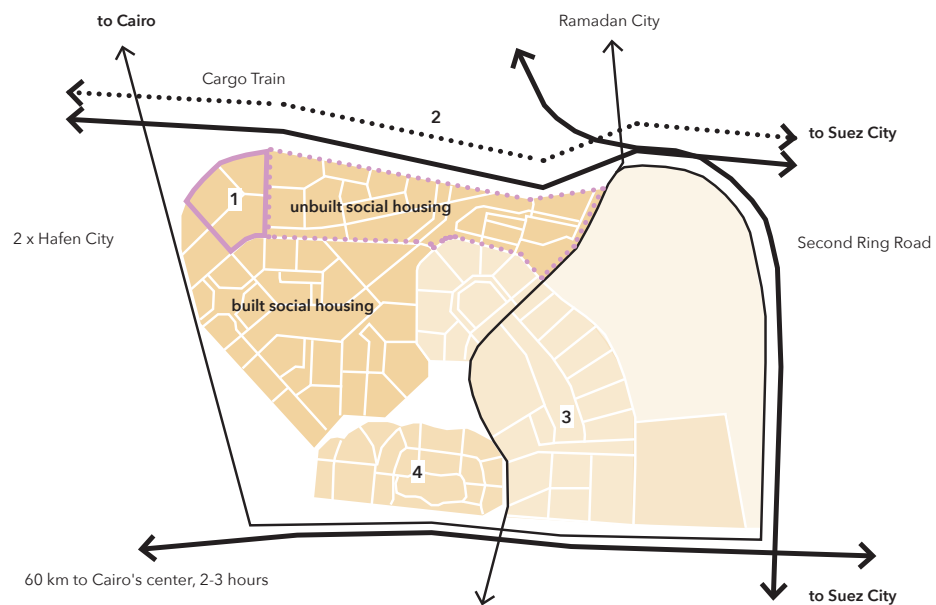 to Cairo
Ramadan City
Cargo Train
2
to Suez City
1
unbuilt social housing
2 x Hafen City
Second Ring Road
built social housing
3
4
60 km to Cairo's center, 2-3 hours
to Suez City